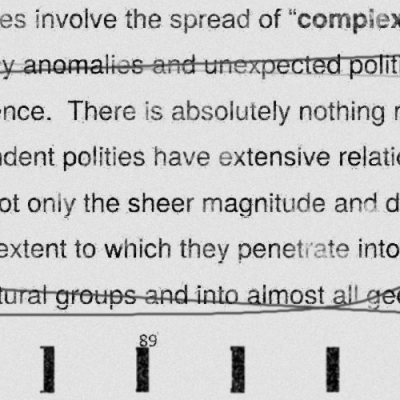 es involve the spread of “complex
y anomalies and unexpected polit
ence. There is absolutely nothing
ndent polities have extensive relati
ot only the sheer magnitude and d
extent to which they penetrate into
tural groups and into almost all ge
89